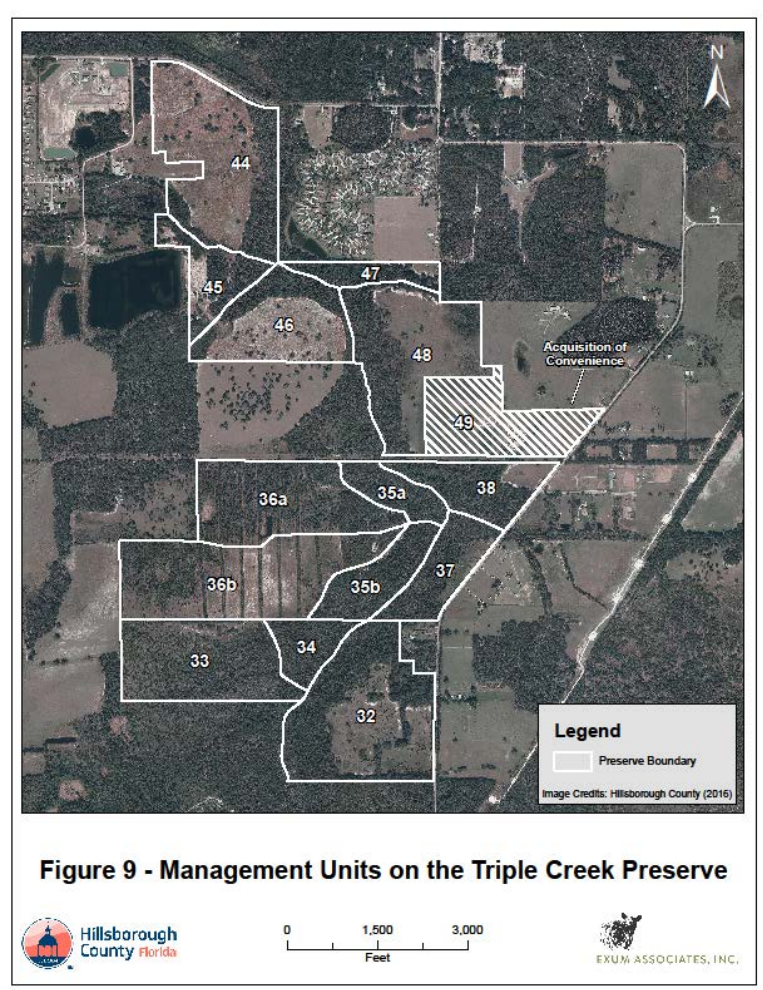 N
44
47
45
46
48
Acquisition of
Convenience
49
36a
35a
38
36b
35b
37
33
34
32
Legend
Preserve Boundary
Image Credits: Hillsborough County (2016)
Figure 9 - Management Units on the Triple Creek Preserve
Hillsborough
County Florida
0 1,500 3,000
Feet
EXUM ASSOCIATES, INC.